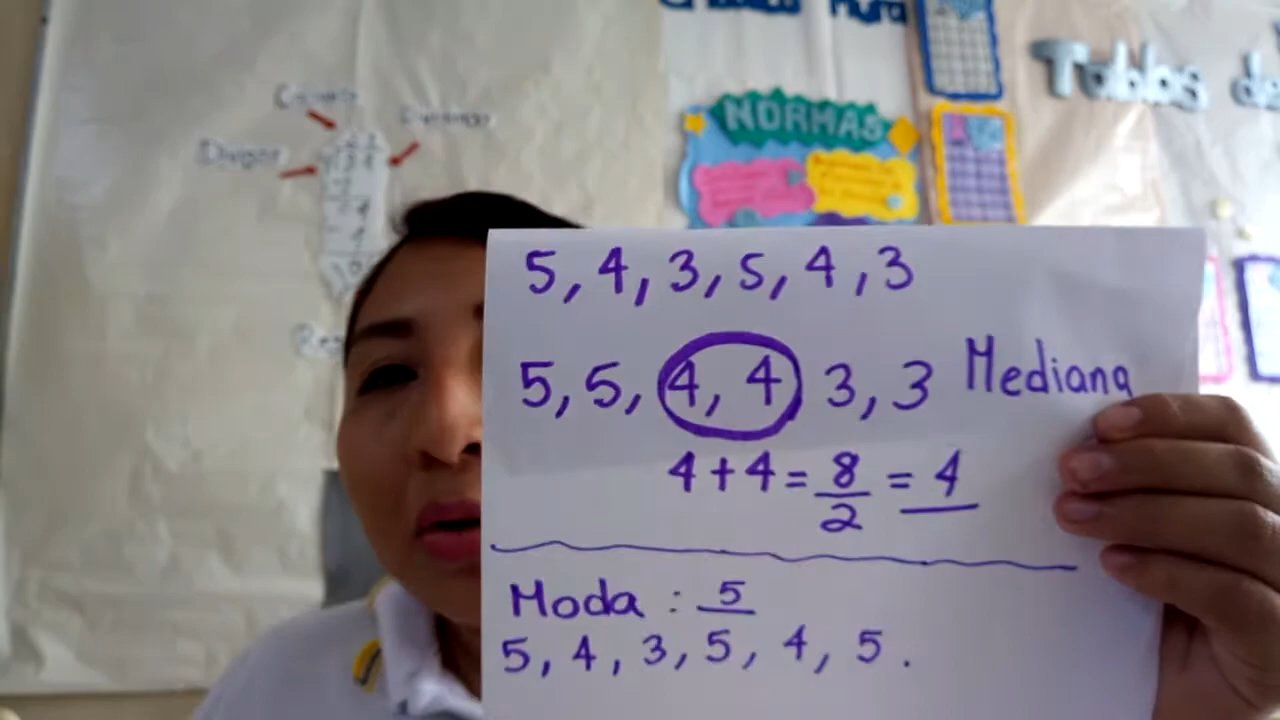 NORMAS
Tablas de
5, 4, 3, 5, 4, 3
5, 5, 4, 4 3, 3 Mediana
4+4= 8/2 = 4
Moda : 5
5, 4, 3, 5, 4, 5.